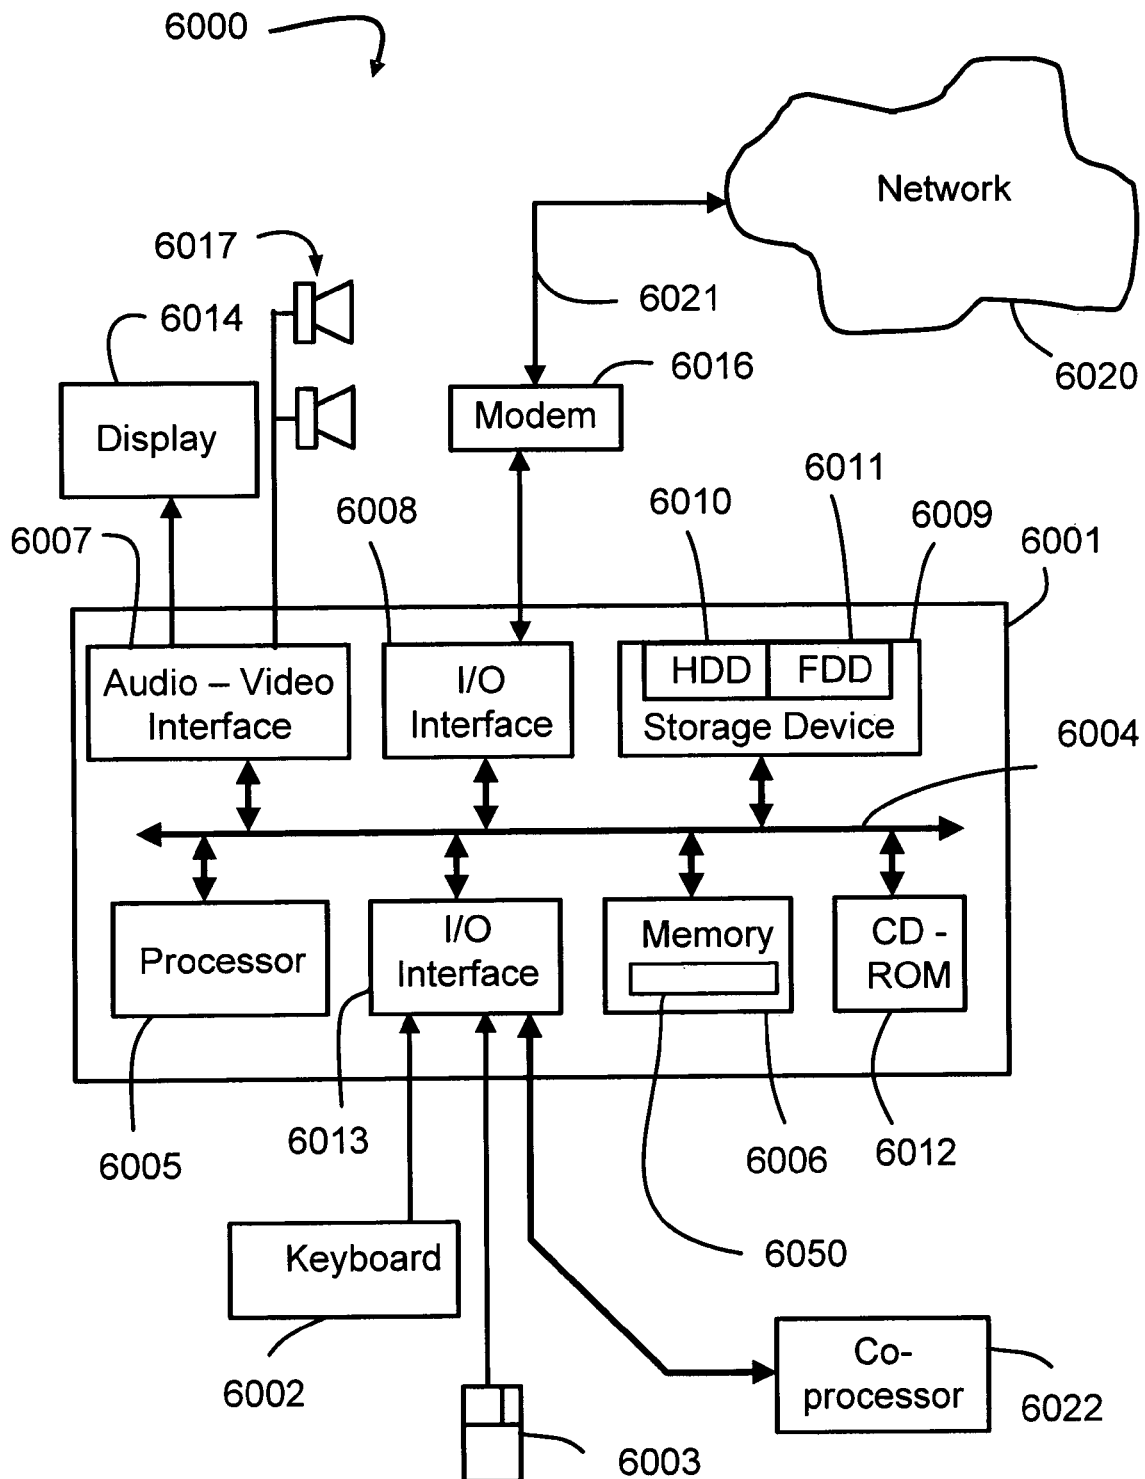 6000
Network
6017
6014
6021
6016
6020
Display
Modem
6011
6010
6009
6008
6007
6001
HDD
FDD
Audio – Video
Interface
I/O
Interface
Storage Device
6004
Processor
I/O
Interface
Memory
CD -
ROM
6013
6005
6006
6012
Keyboard
6050
Co-
processor
6002
6022
6003